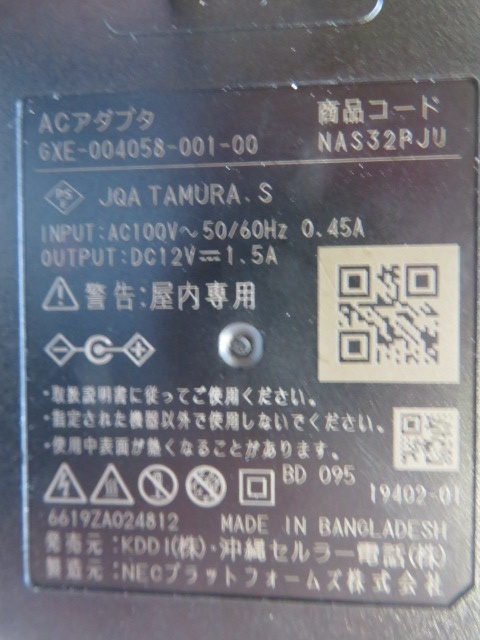 ACアダプタ
商品コード
GXE-004058-001-00
NAS32PJU
PS E
JQA TAMURA.S
INPUT:AC100V～50/60Hz 0.45A
OUTPUT:DC12V⎓1.5A
警告:屋内専用
・取扱説明書に従ってご使用ください。
・指定された機器以外で使用しないでください。
・使用中表面が熱くなることがあります。
BD 095
19402-01
6619ZA024812 MADE IN BANGLADESH
発売元:KDDI(株)・沖縄セルラー電話(株)
製造元:NECプラットフォームズ株式会社